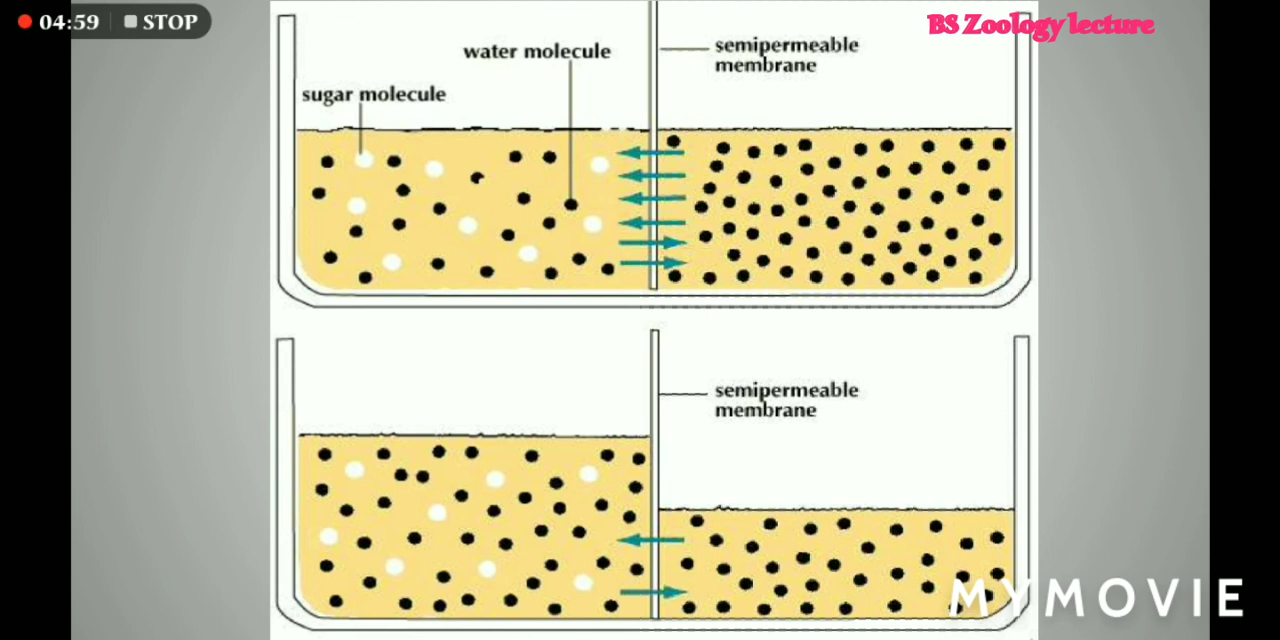 04:59 STOP
BS Zoology lecture
water molecule
semipermeable
membrane
sugar molecule
semipermeable
membrane
MYMOVIE